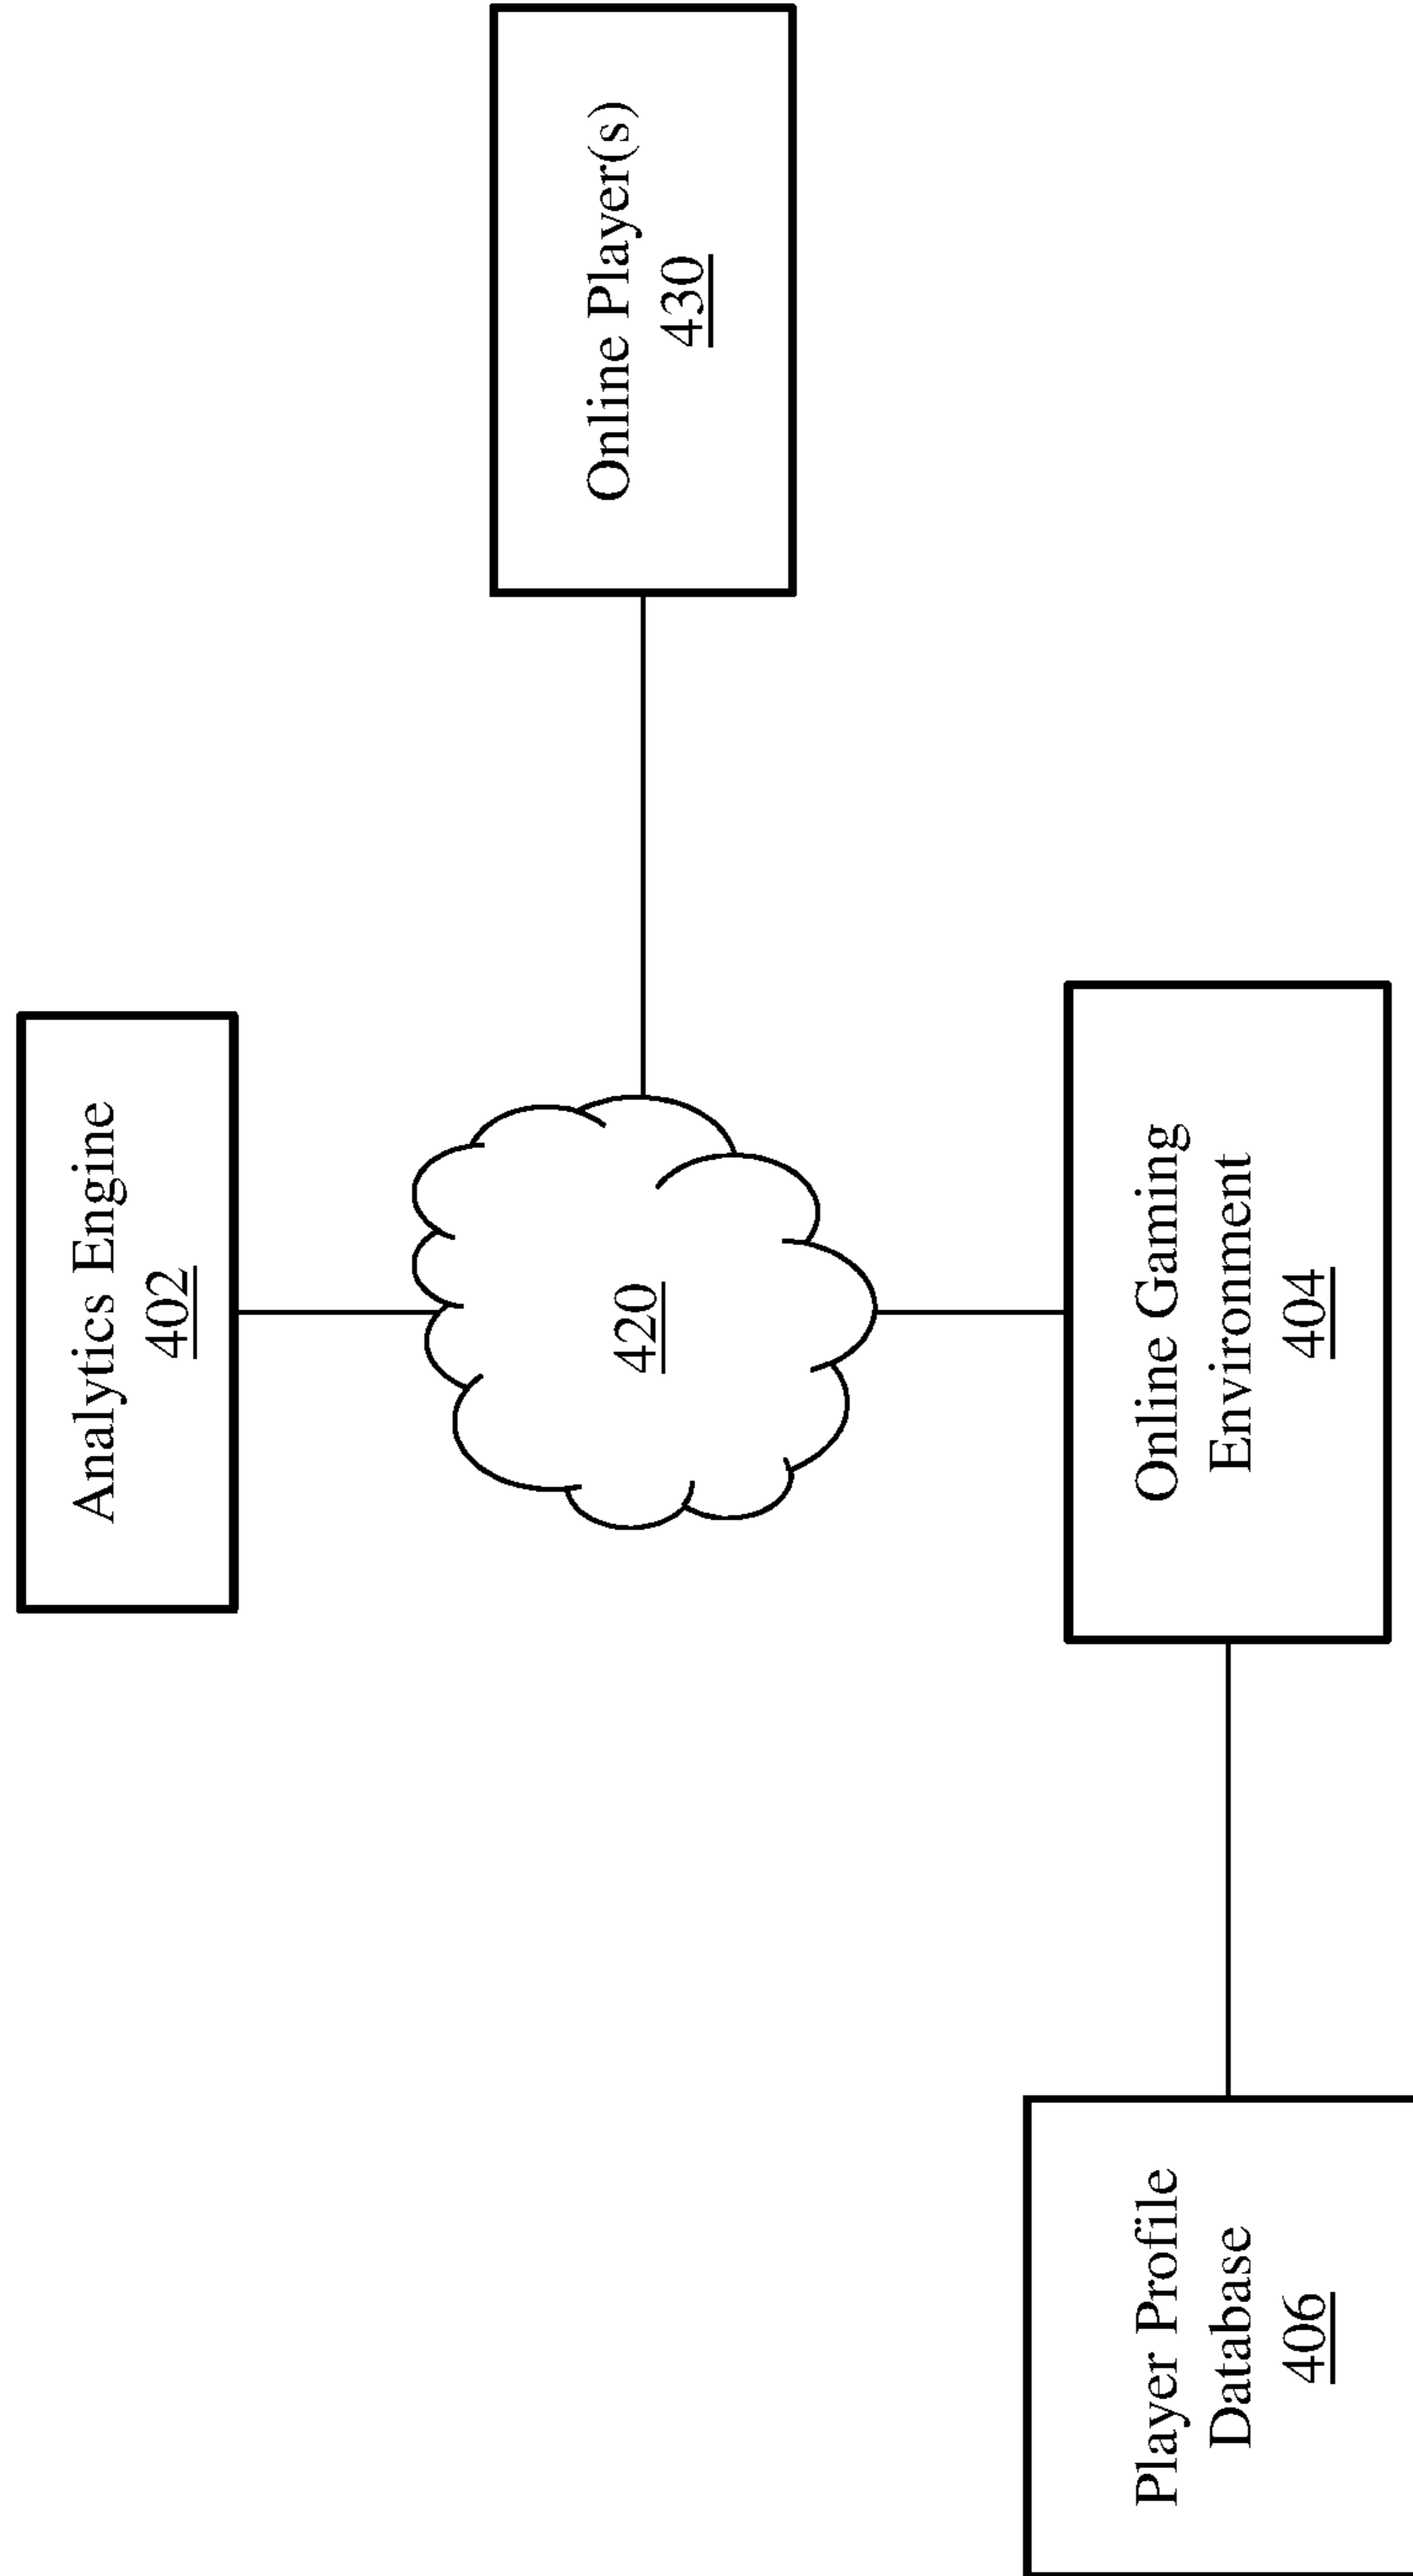 Analytics Engine
402
420
Online Player(s)
430
Player Profile
Database
406
Online Gaming
Environment
404